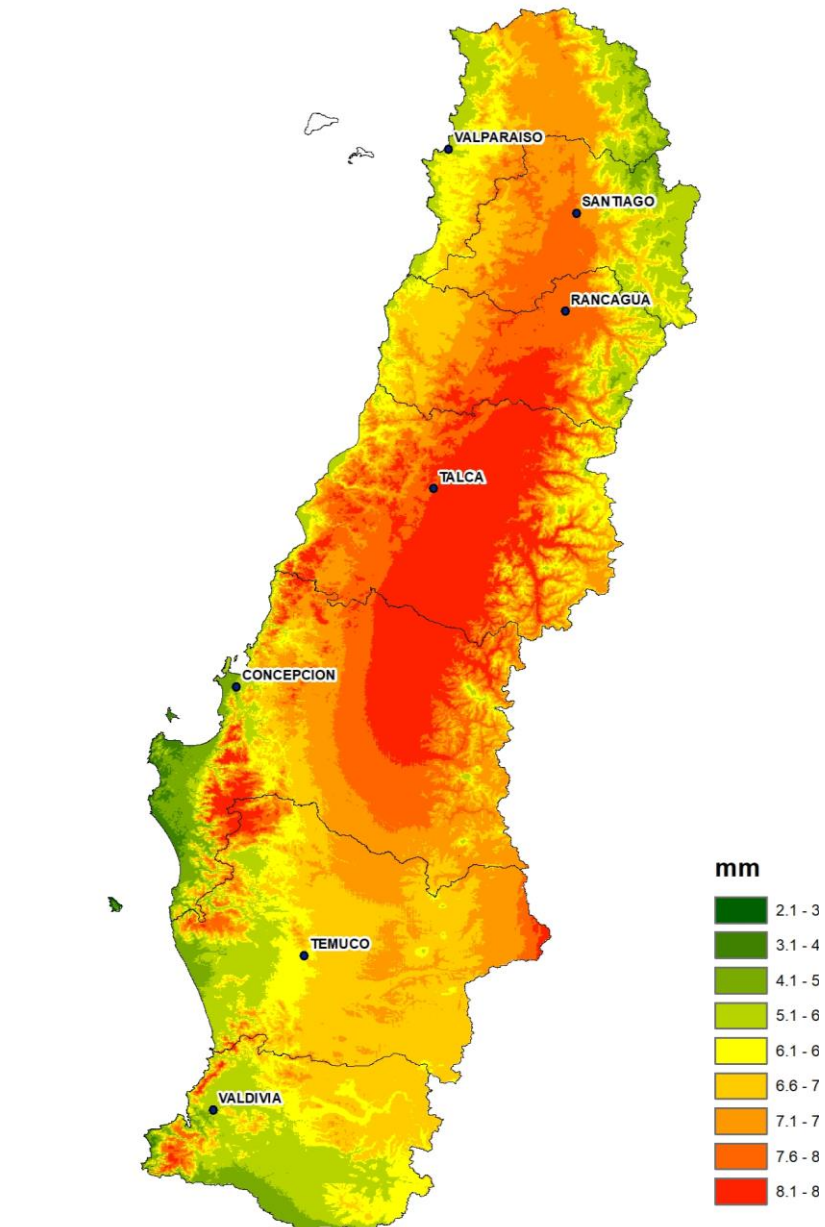 VALPARAISO
SANTIAGO
RANCAGUA
TALCA
CONCEPCION
TEMUCO
VALDIVIA
mm
2.1 - 3
3.1 - 4
4.1 - 5
5.1 - 6
6.1 - 6
6.6 - 7
7.1 - 7
7.6 - 8
8.1 - 8